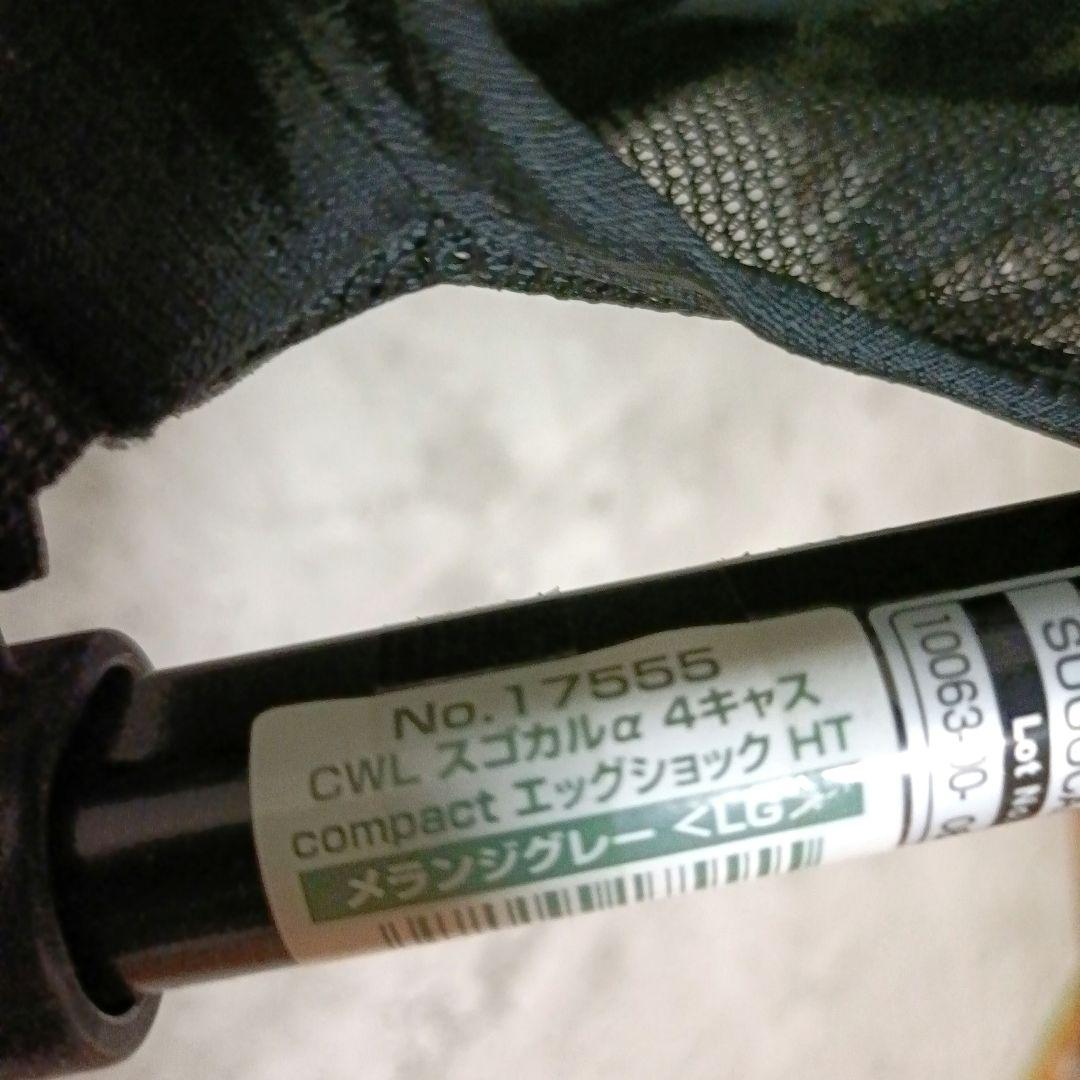 No.17555
CWL スゴカルα 4キャス
compact エッグショック HT
メランジグレー <LG>
10063-
Lot No